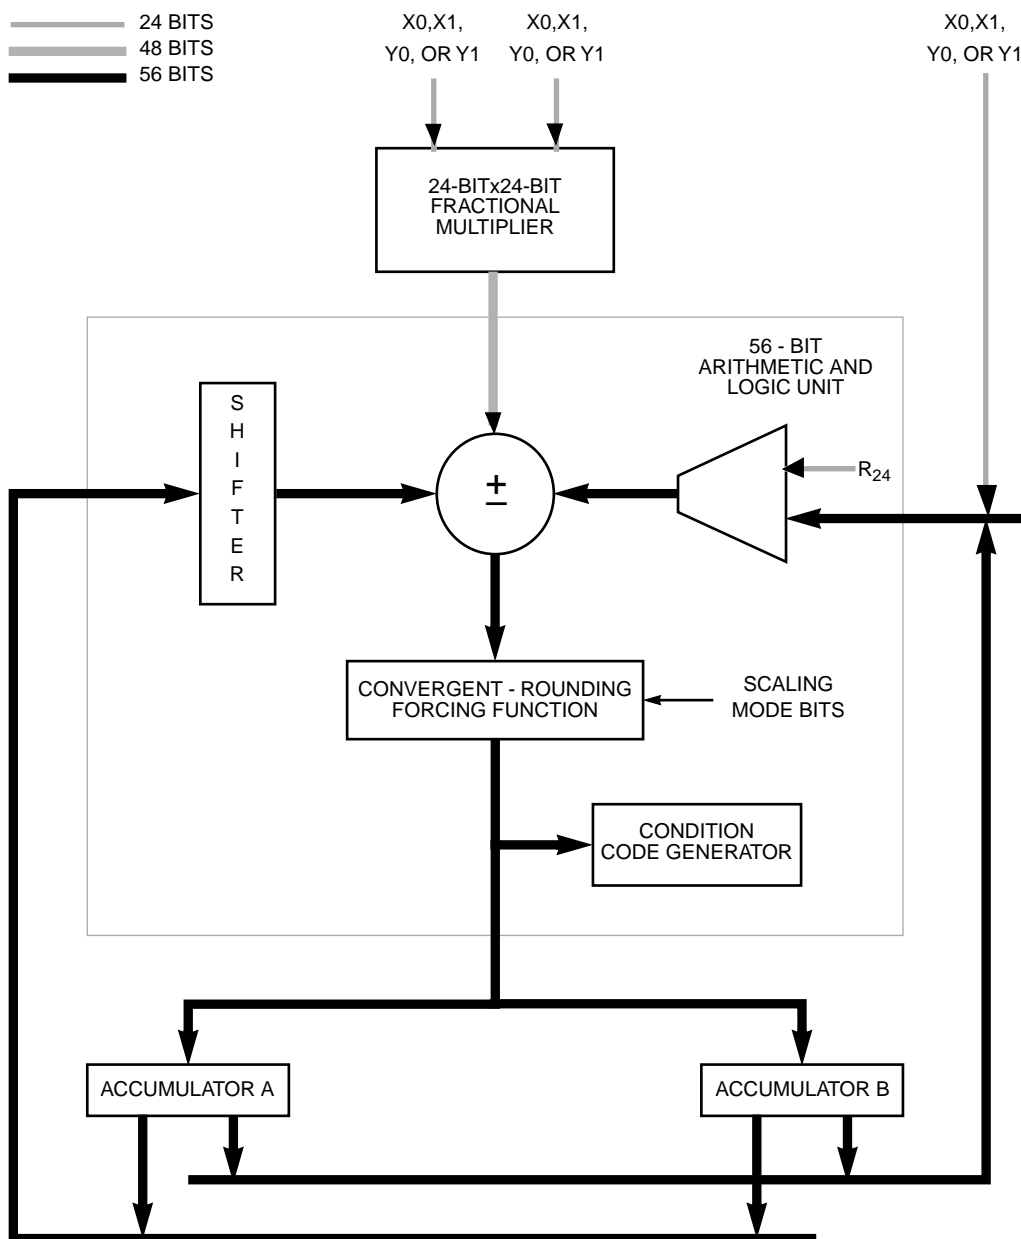 24 BITS
48 BITS
56 BITS
X0,X1,
Y0, OR Y1
X0,X1,
Y0, OR Y1
X0,X1,
Y0, OR Y1
24-BITx24-BIT
FRACTIONAL
MULTIPLIER
56 - BIT
ARITHMETIC AND
LOGIC UNIT
S
H
I
F
T
E
R
±
R24
CONVERGENT - ROUNDING
FORCING FUNCTION
SCALING
MODE BITS
CONDITION
CODE GENERATOR
ACCUMULATOR A
ACCUMULATOR B